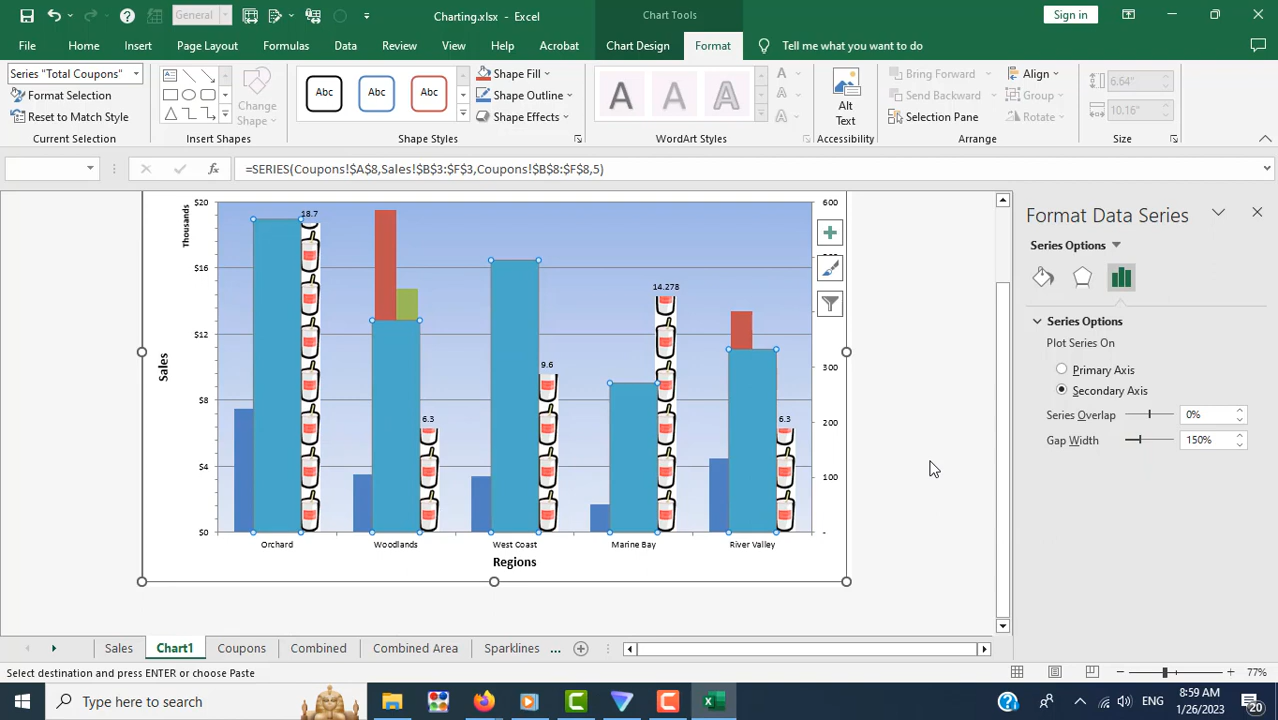 General
Charting.xlsx - Excel
Chart Tools
Sign in
File
Home
Insert
Page Layout
Formulas
Data
Review
View
Help
Acrobat
Chart Design
Format
Tell me what you want to do
Series "Total Coupons"
Format Selection
Reset to Match Style
Current Selection
Change Shape
Insert Shapes
Abc
Abc
Abc
Shape Fill
Shape Outline
Shape Effects
Shape Styles
A A A
WordArt Styles
Alt Text
Accessibility
Bring Forward
Send Backward
Selection Pane
Align
Group
Rotate
Arrange
6.64"
10.16"
Size
fx
=SERIES(Coupons!$A$8,Sales!$B$3:$F$3,Coupons!$B$8:$F$8,5)
Thousands
Sales
$20
$16
$12
$8
$4
$0
18.7
6.3
9.6
14.278
6.3
600
300
200
100
-
Orchard
Woodlands
West Coast
Marine Bay
River Valley
Regions
Format Data Series
Series Options
Series Options
Plot Series On
Primary Axis
Secondary Axis
Series Overlap
0%
Gap Width
150%
Sales
Chart1
Coupons
Combined
Combined Area
Sparklines
...
Select destination and press ENTER or choose Paste
77%
Type here to search
ENG
8:59 AM
1/26/2023
20